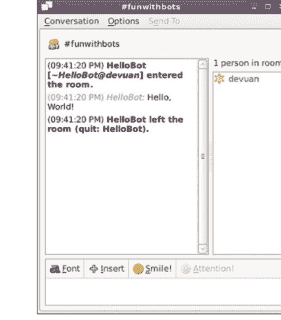 #funwithbots
Conversation Options Send To
#funwithbots
(09:41:20 PM) HelloBot
[~HelloBot@devuan] entered
the room.
(09:41:20 PM) HelloBot: Hello,
World!
(09:41:20 PM) HelloBot left the
room (quit: HelloBot).
1 person in room
devuan
Font Insert Smile! Attention!